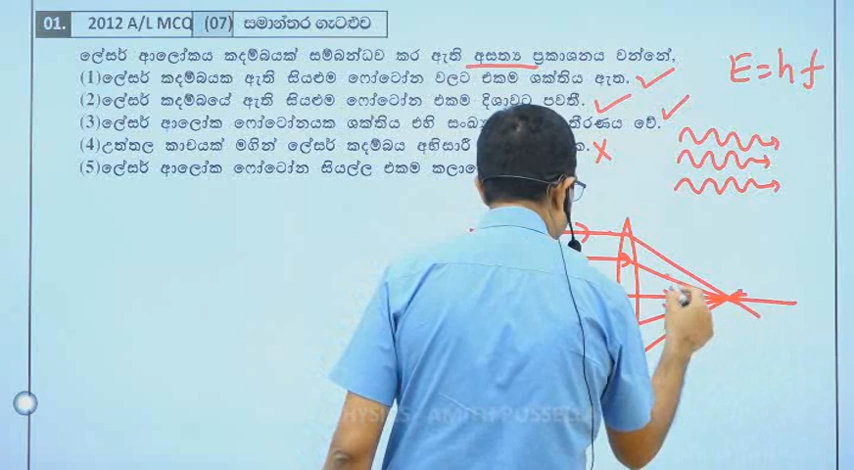 01. 2012 A/L MCQ (07) සමාන්තර ගැටළුව
ලේසර් ආලෝකය කදම්බයක් සම්බන්ධව කර ඇති අසත්‍ය ප්‍රකාශනය වන්නේ,
E = hf
(1)ලේසර් කදම්බයක ඇති සියළුම ෆෝටෝන වලට එකම ශක්තිය ඇත.
(2)ලේසර් කදම්බයේ ඇති සියළුම ෆෝටෝන එකම දිශාවට පවතී.
(3)ලේසර් ආලෝක ෆෝටෝනයක ශක්තිය එහි වේ.
(4)උත්තල කාචයක් මගින් ලේසර් කදම්බය අභිසාරී
(5)ලේසර් ආලෝක ෆෝටෝන සියල්ල එකම
PHYSICS - AMITH PUSSELLA